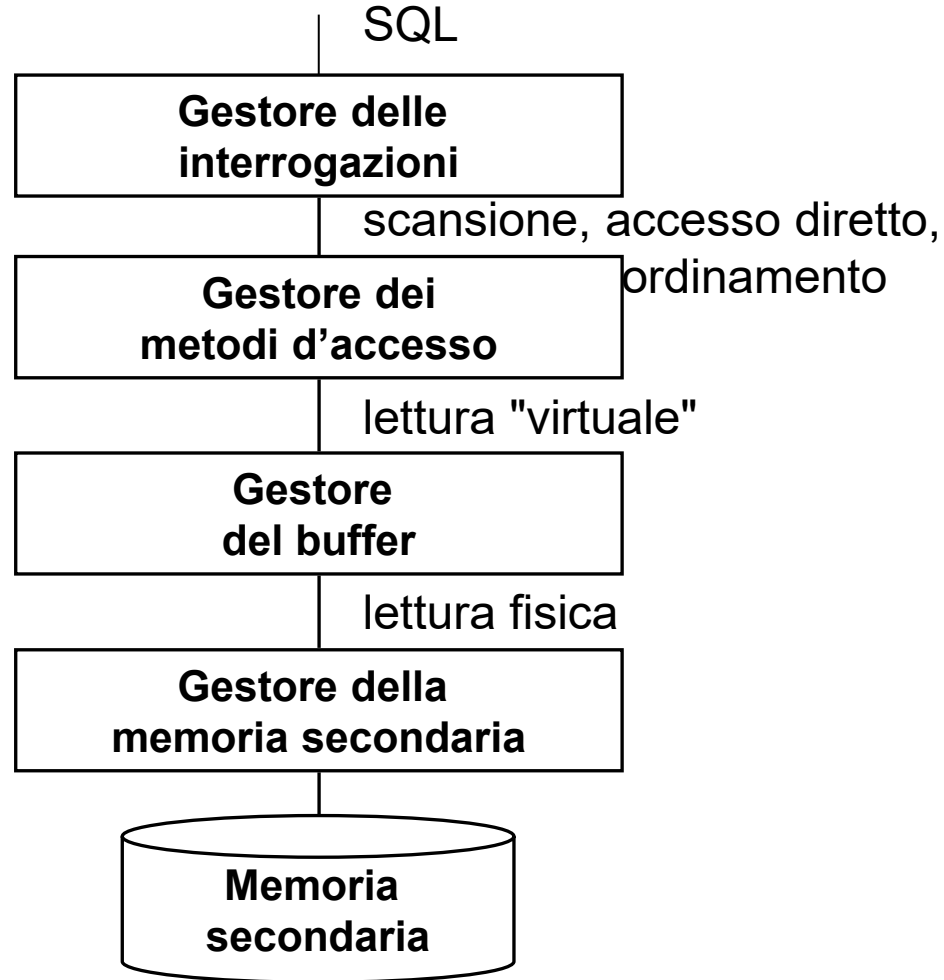 SQL
Gestore delle
interrogazioni
scansione, accesso diretto,
ordinamento
Gestore dei
metodi d’accesso
lettura "virtuale"
Gestore
del buffer
lettura fisica
Gestore della
memoria secondaria
Memoria
secondaria